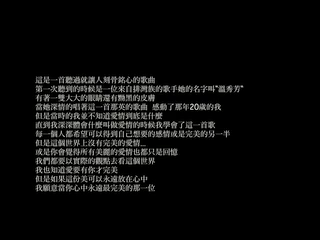 這是一首聽過就讓人刻骨銘心的歌曲
第一次聽到的時候是一位來自排灣族的歌手她的名字叫"溫秀芳"
有著一雙大大的眼睛還有黝黑的皮膚
當她深情的唱著這一首那英的歌曲 感動了那年20歲的我
但是當時的我並不知道愛情到底是什麼
直到我深深體會什麼叫做愛情的時候我學會了這一首歌
每一個人都希望可以得到自己想要的感情或是完美的另一半
但是這個世界上沒有完美的愛情...
或是你會覺得所有美麗的愛情也都只是回憶
我們都要以實際的觀點去看這個世界
我也知道愛要有你才完美
但是如果這份美可以永遠放在心中
我願意當你心中永遠最完美的那一位